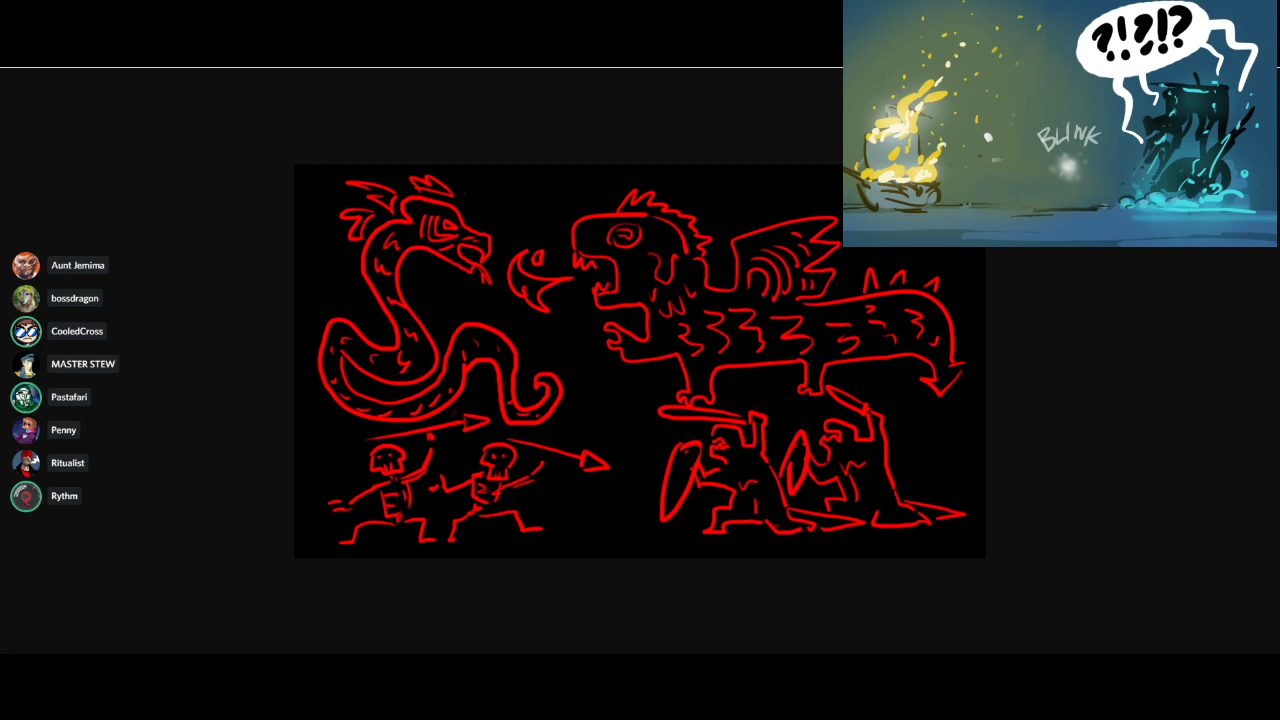 ?!?!?
BLINK
Aunt Jemima
bossdragon
CooledCross
MASTER STEW
Pastafari
Penny
Ritualist
Rythm